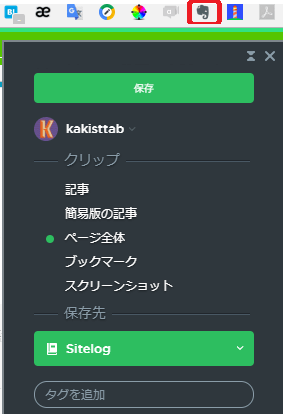 B!
æ
保存
kakisttab
クリップ
記事
簡易版の記事
ページ全体
ブックマーク
スクリーンショット
保存先
Sitelog
タグを追加